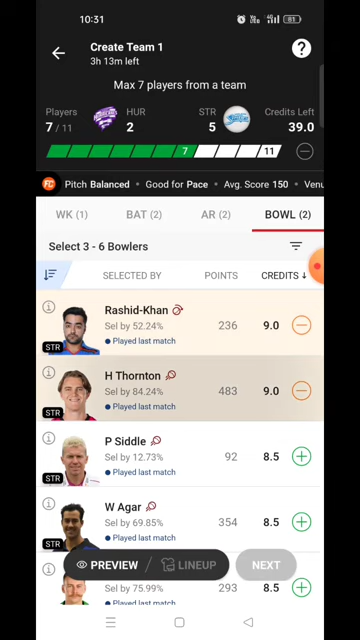 10:31
81
Create Team 1
3h 13m left
?
Max 7 players from a team
Players
7 / 11
HUR
2
STR
5
Credits Left
39.0
7
11
FC Pitch Balanced • Good for Pace • Avg. Score 150 • Venu
WK (1)
BAT (2)
AR (2)
BOWL (2)
Select 3 - 6 Bowlers
SELECTED BY
POINTS
CREDITS ↓
Rashid-Khan
Sel by 52.24%
236
9.0
Played last match
STR
H Thornton
Sel by 84.24%
483
9.0
Played last match
STR
P Siddle
Sel by 12.73%
92
8.5
Played last match
STR
W Agar
Sel by 69.85%
354
8.5
Played last match
STR
PREVIEW / LINEUP
NEXT
Sel by 75.99%
293
8.5
Played last match